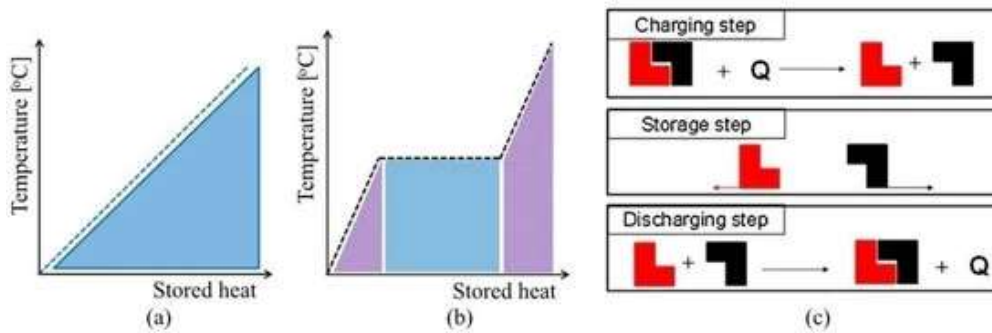 Temperature [°C]
Stored heat
(a)
Temperature [°C]
Stored heat
(b)
Charging step
+ Q
+
Storage step
Discharging step
+
+ Q
(c)